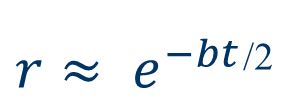 r ≈ e^{-bt/2}